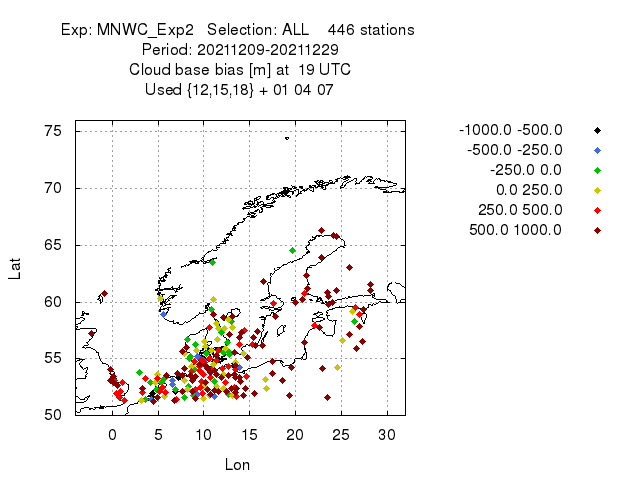 Exp: MNWC_Exp2   Selection: ALL    446 stations
Period: 20211209-20211229
Cloud base bias [m] at  19 UTC
Used {12,15,18} + 01 04 07
-1000.0 -500.0
-500.0 -250.0
-250.0 0.0
0.0 250.0
250.0 500.0
500.0 1000.0
75
70
65
60
55
50
Lat
0 5 10 15 20 25 30
Lon